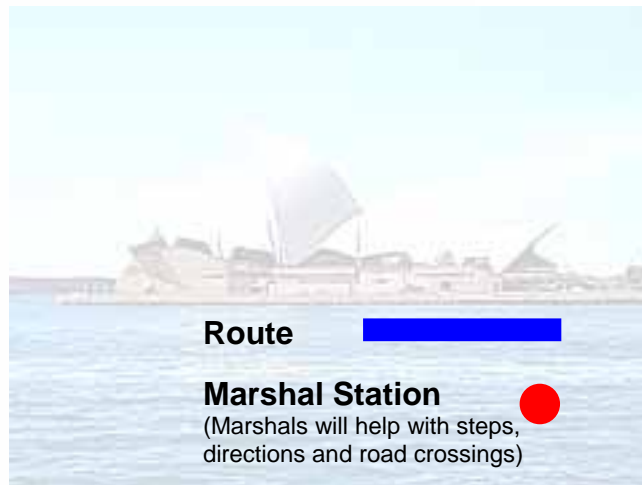 Route
Marshal Station
(Marshals will help with steps,
directions and road crossings)